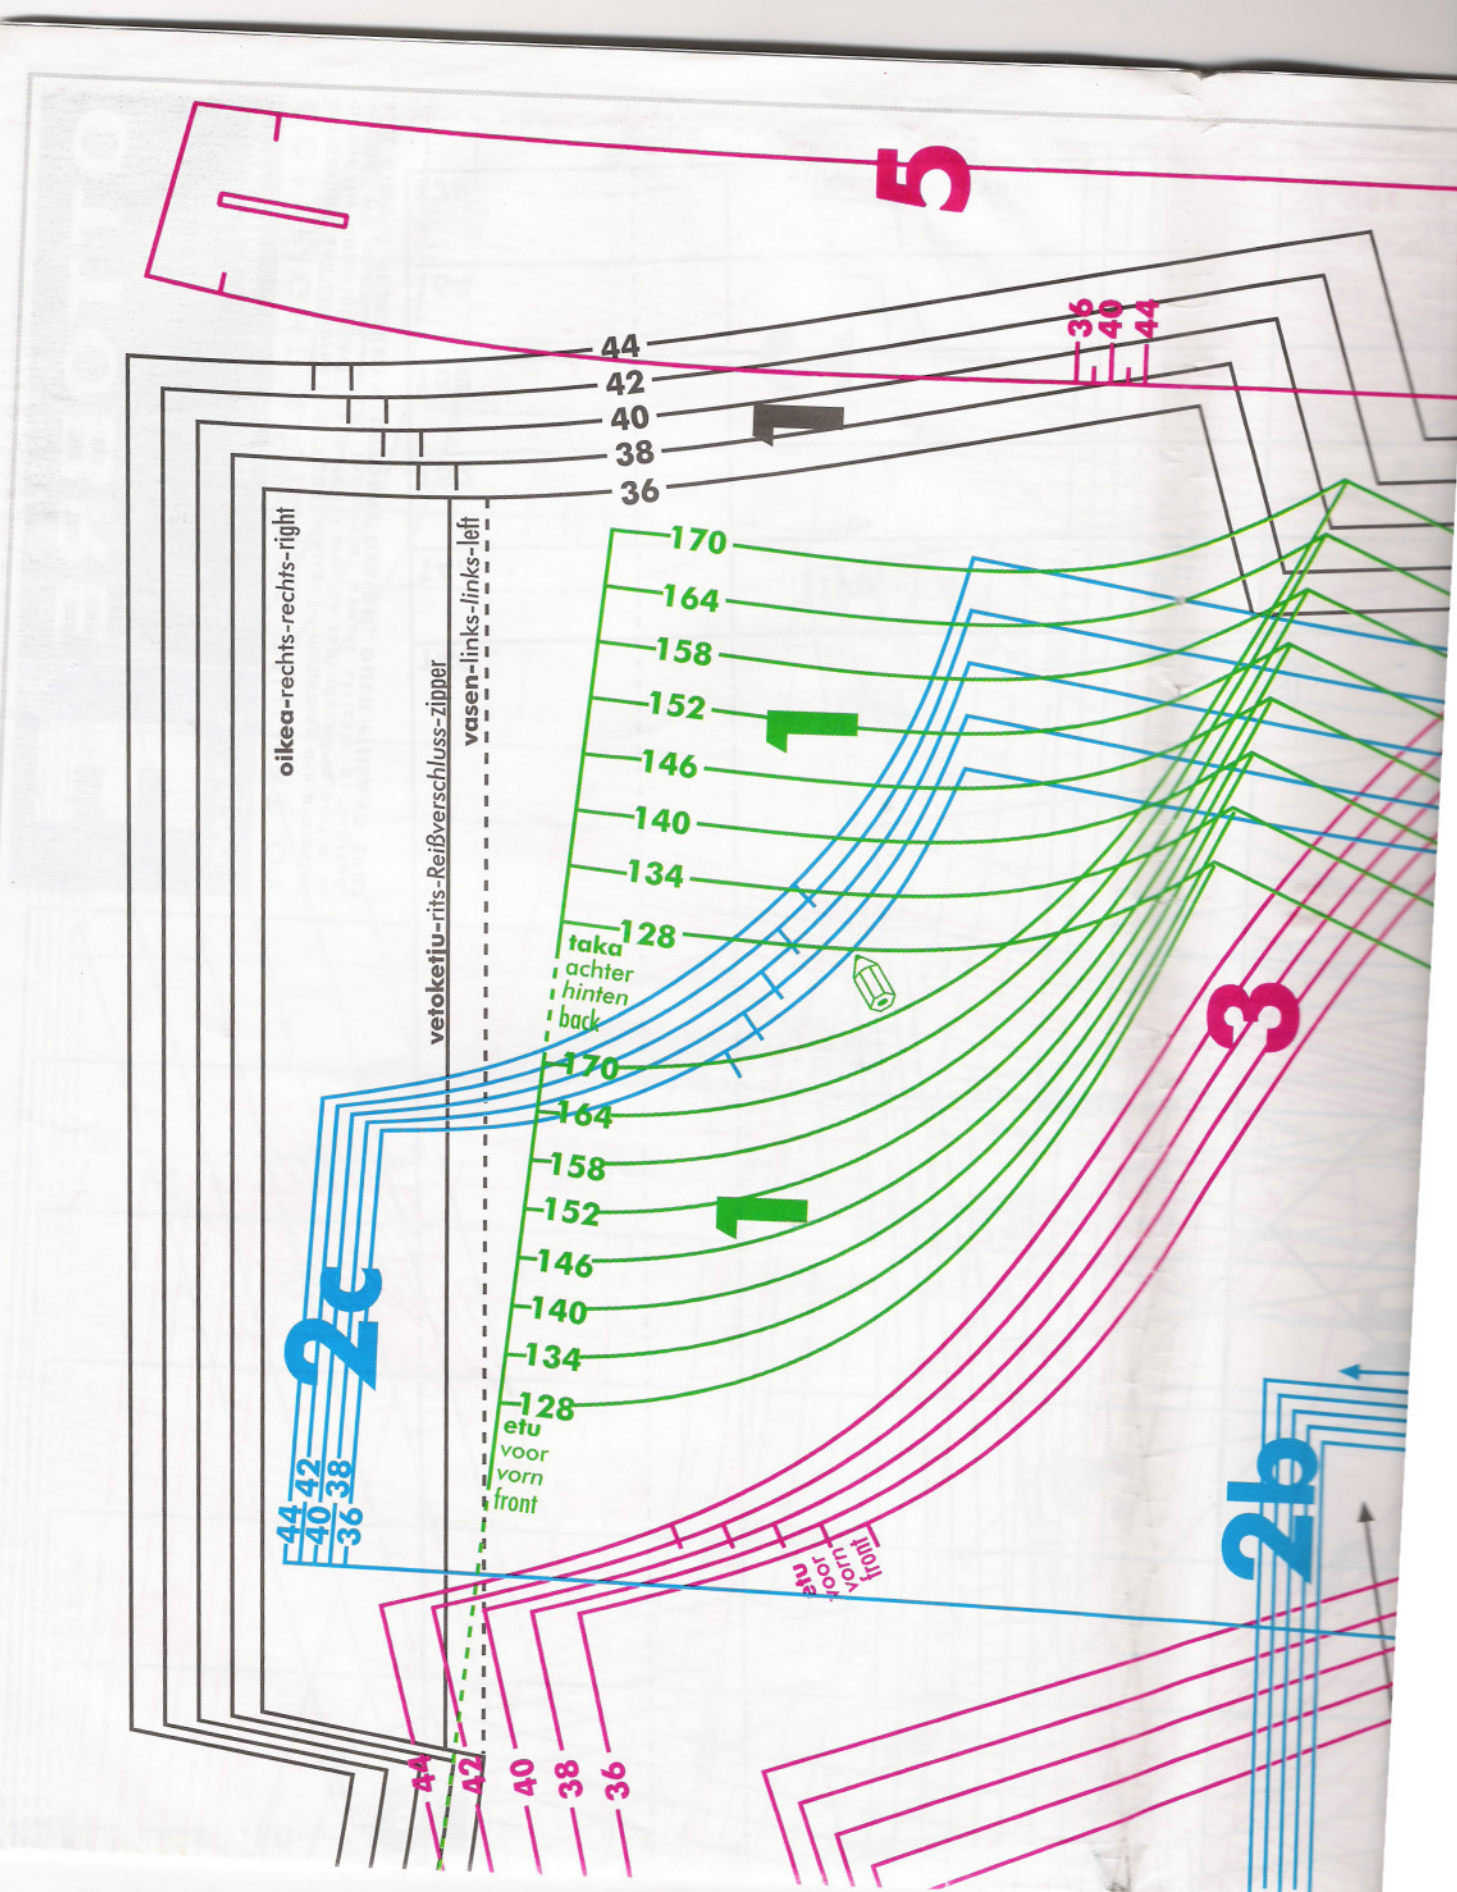 5
36
40
44
44
42
40
38
36
1
oikea-rechts-rechts-right
vasen-links-links-left
vetoketju-rits-Reißverschluss-zipper
170
164
158
152
1
146
140
134
128
taka
achter
hinten
back
170
164
158
152
1
146
140
134
128
etu
voor
vorn
front
3
2c
44
42
40
38
36
2b
etu
voor
vorn
front
44
42
40
38
36